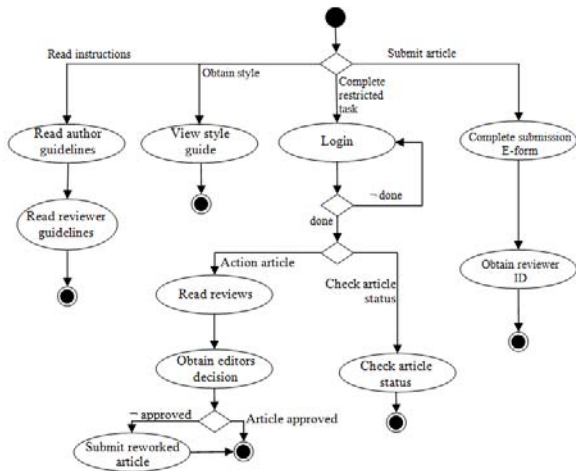 Read instructions
Submit article
Obtain style
Complete
restricted
task
Read author
guidelines
View style
guide
Login
Complete submission
E-form
¬ done
done
Read reviewer
guidelines
Action article
Obtain reviewer
ID
Check article
status
Read reviews
Obtain editors
decision
Check article
status
¬ approved
Article approved
Submit reworked
article